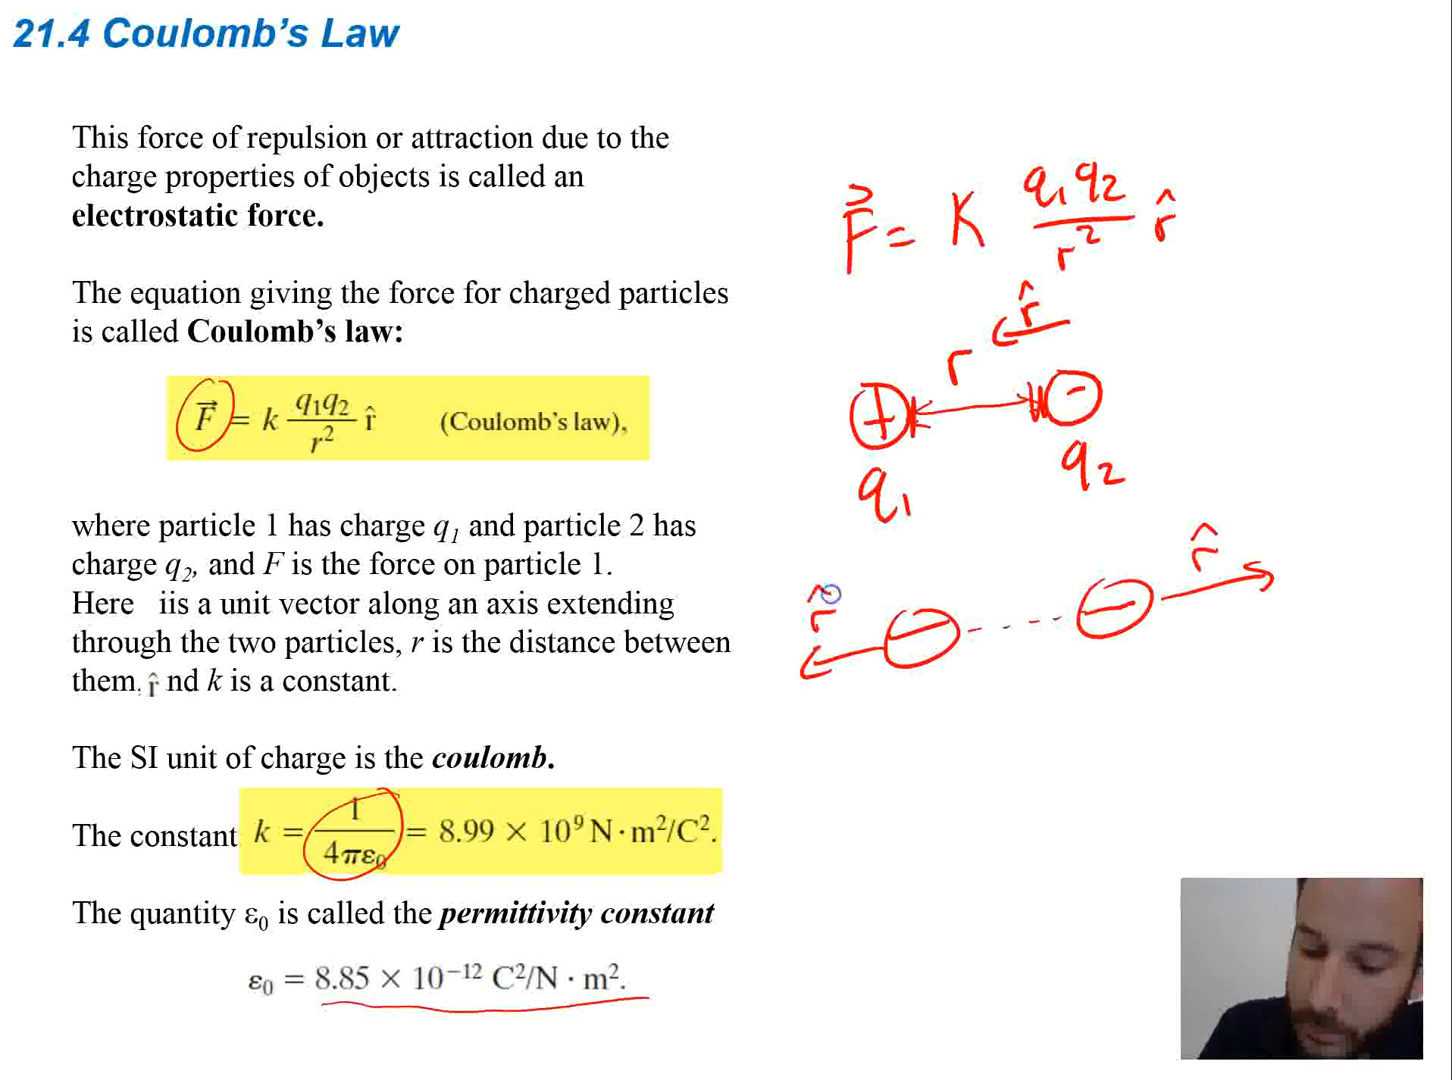 21.4 Coulomb's Law
This force of repulsion or attraction due to the
charge properties of objects is called an
electrostatic force.
The equation giving the force for charged particles
is called Coulomb's law:
F⃗ = k q₁q₂/r² r̂ (Coulomb's law),
where particle 1 has charge q₁ and particle 2 has
charge q₂, and F is the force on particle 1.
Here iis a unit vector along an axis extending
through the two particles, r is the distance between
them, r̂ nd k is a constant.
The SI unit of charge is the coulomb.
The constant k = 1/4πε₀ = 8.99 × 10⁹ N·m²/C².
The quantity ε₀ is called the permittivity constant
ε₀ = 8.85 × 10⁻¹² C²/N · m².
F⃗ = K q₁q₂/r² r̂
r̂
r
+ -
q₁ q₂
r̂
r̂
- -